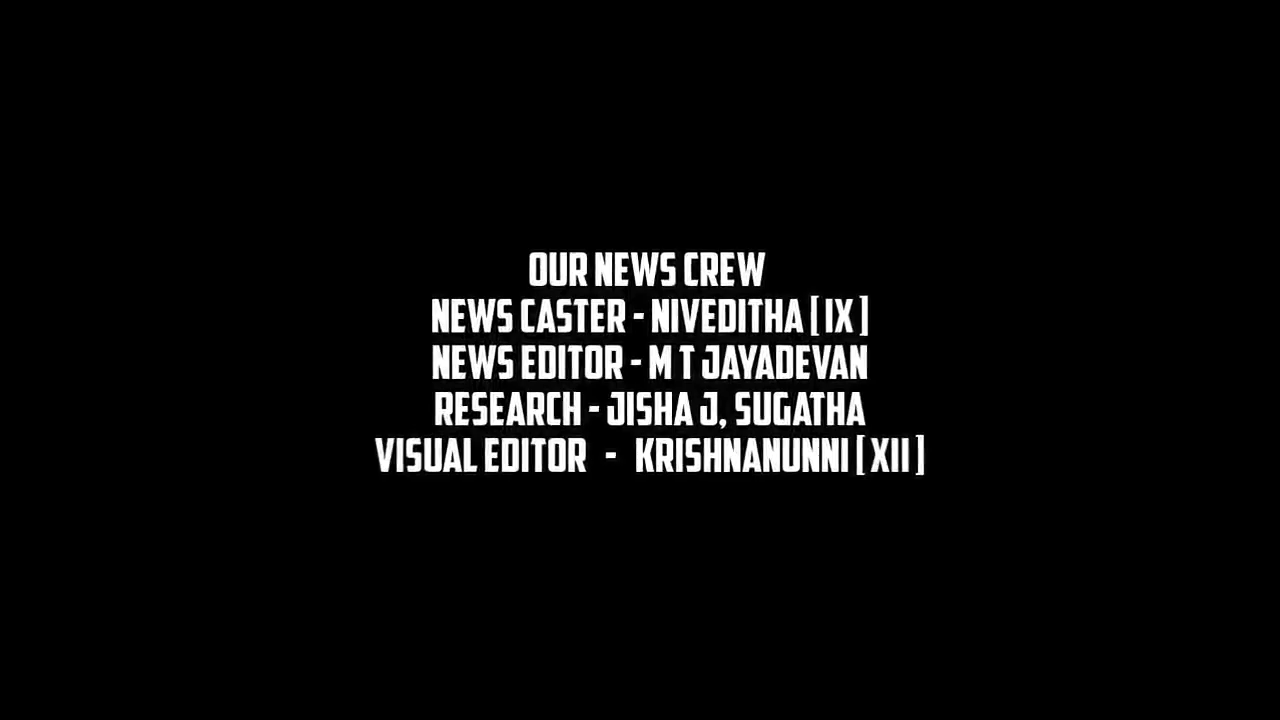 OUR NEWS CREW
NEWS CASTER - NIVEDITHA [ IX ]
NEWS EDITOR - M T JAYADEVAN
RESEARCH - JISHA J, SUGATHA
VISUAL EDITOR - KRISHNANUNNI [ XII ]